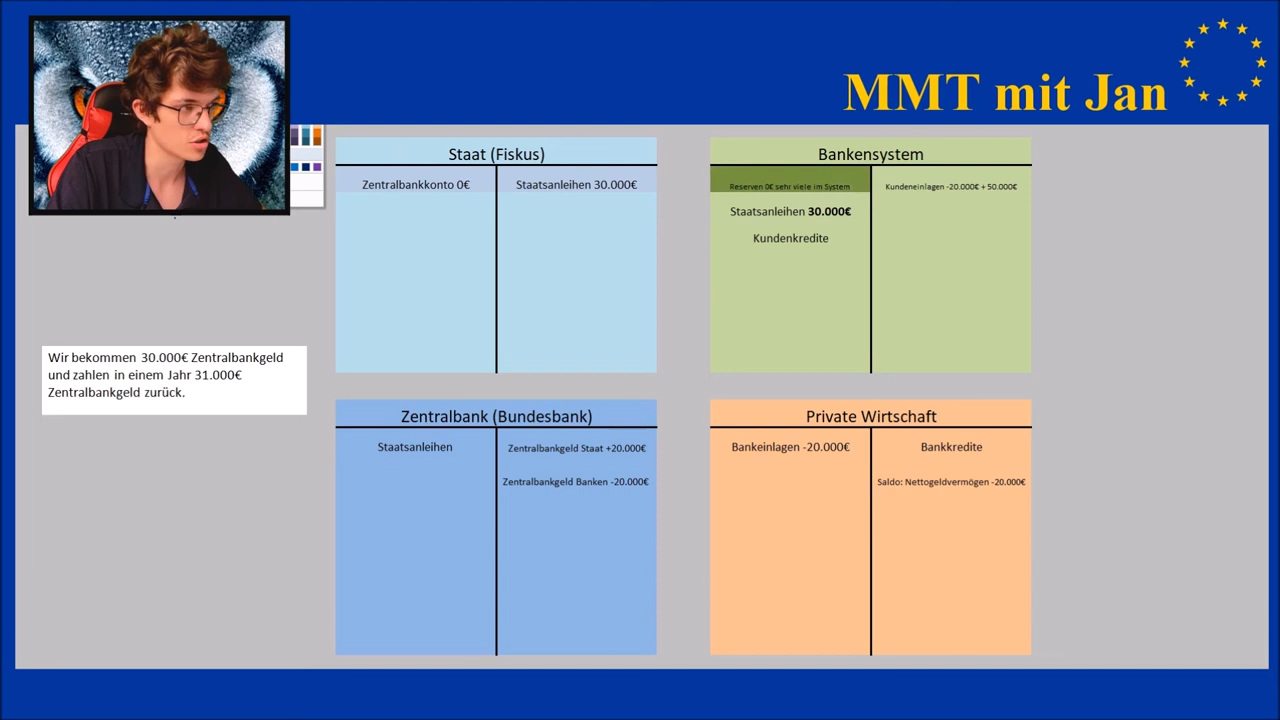 MMT mit Jan
Staat (Fiskus)
Zentralbankkonto 0€
Staatsanleihen 30.000€
Bankensystem
Reserven 0€ sehr viele im System
Kundeneinlagen -20.000€ + 50.000€
Staatsanleihen 30.000€
Kundenkredite
Wir bekommen 30.000€ Zentralbankgeld
und zahlen in einem Jahr 31.000€
Zentralbankgeld zurück.
Zentralbank (Bundesbank)
Staatsanleihen
Zentralbankgeld Staat +20.000€
Zentralbankgeld Banken -20.000€
Private Wirtschaft
Bankeinlagen -20.000€
Bankkredite
Saldo: Nettogeldvermögen -20.000€